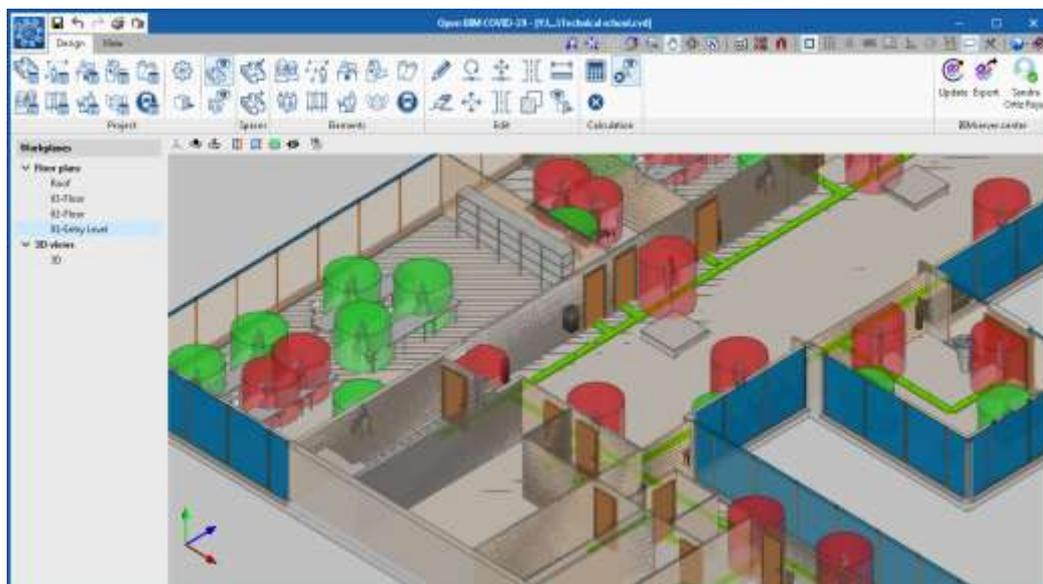 Open BIM COVID-19 - [Y:\...\Technical school.cvd]
Design View
Update Export Sandra
Project Spaces Elements Edit Calculation BIMserver.center
Workplanes
Floor plans
Roof
03-Floor
02-Floor
01-Entry Level
3D views
3D